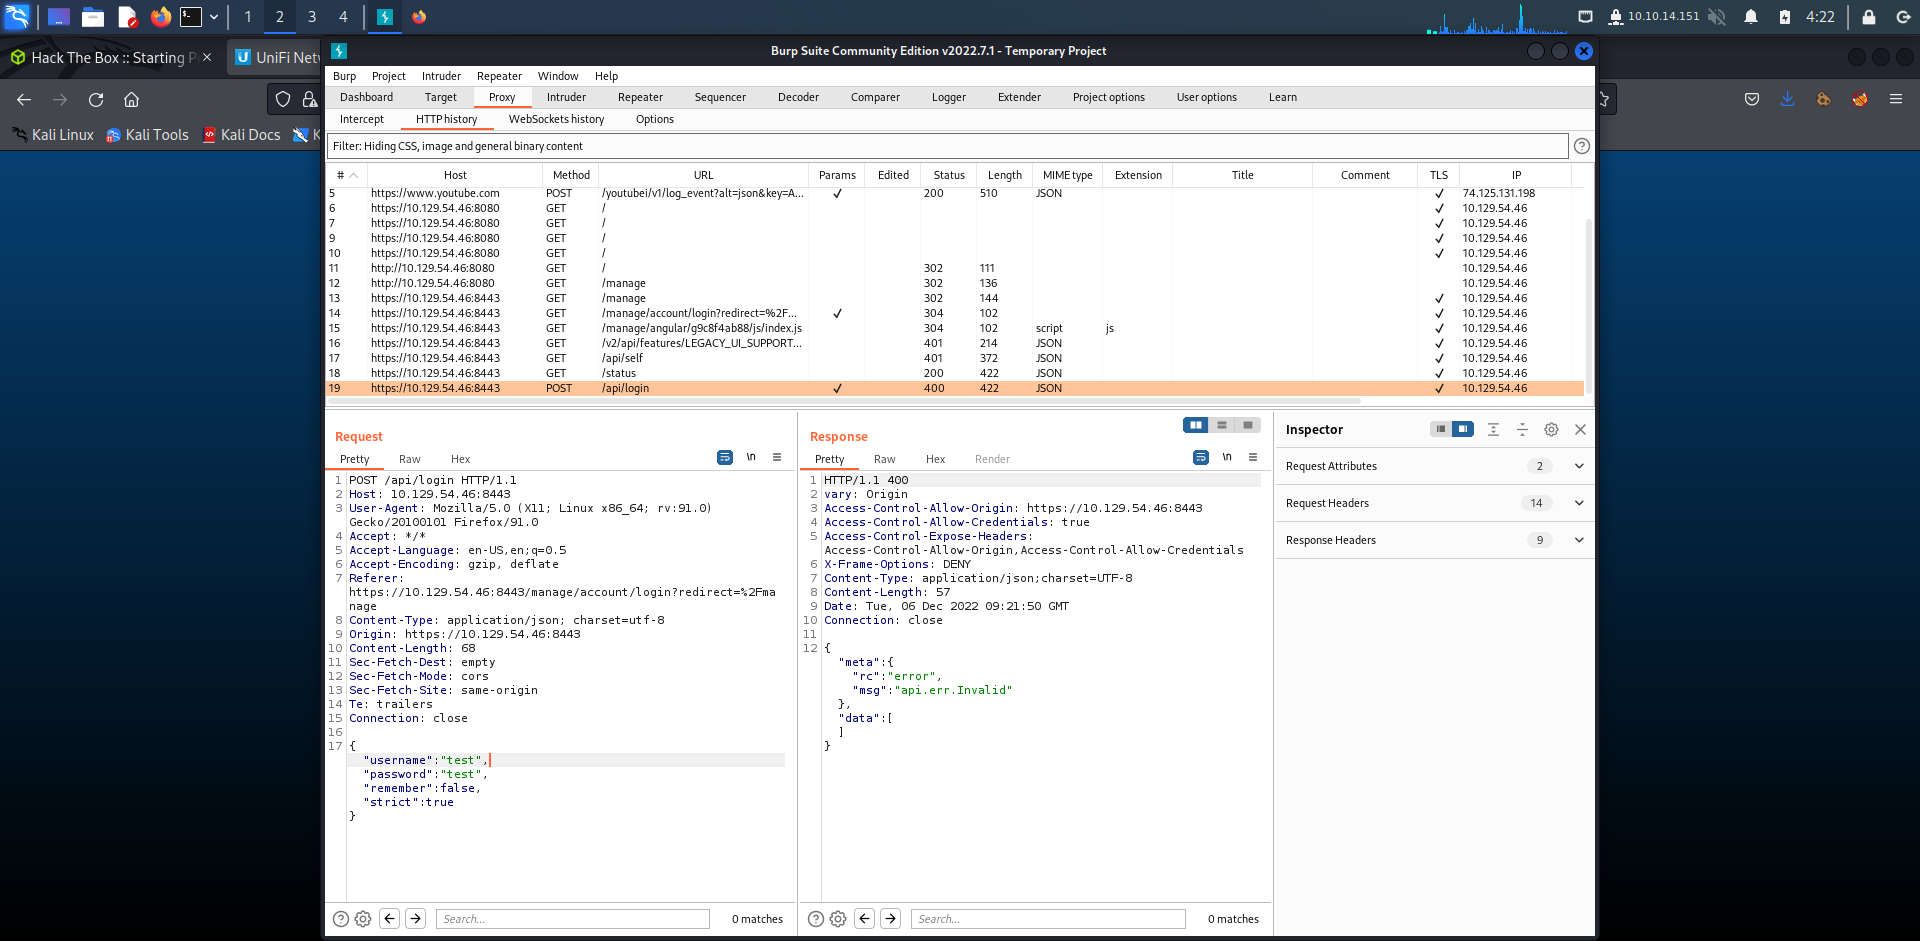 1 2 3 4 10.10.14.151 4:22
Hack The Box :: Starting P
UniFi Net
Burp Suite Community Edition v2022.7.1 - Temporary Project
Burp Project Intruder Repeater Window Help
Dashboard Target Proxy Intruder Repeater Sequencer Decoder Comparer Logger Extender Project options User options Learn
Intercept HTTP history WebSockets history Options
Kali Linux Kali Tools Kali Docs K
Filter: Hiding CSS, image and general binary content
# Host Method URL Params Edited Status Length MIME type Extension Title Comment TLS IP
5 https://www.youtube.com POST /youtubei/v1/log_event?alt=json&key=A... ✓ 200 510 JSON ✓ 74.125.131.198
6 https://10.129.54.46:8080 GET / ✓ 10.129.54.46
7 https://10.129.54.46:8080 GET / ✓ 10.129.54.46
9 https://10.129.54.46:8080 GET / ✓ 10.129.54.46
10 https://10.129.54.46:8080 GET / ✓ 10.129.54.46
11 http://10.129.54.46:8080 GET / 302 111 10.129.54.46
12 http://10.129.54.46:8080 GET /manage 302 136 10.129.54.46
13 https://10.129.54.46:8443 GET /manage 302 144 ✓ 10.129.54.46
14 https://10.129.54.46:8443 GET /manage/account/login?redirect=%2F... ✓ 304 102 ✓ 10.129.54.46
15 https://10.129.54.46:8443 GET /manage/angular/g9c8f4ab88/js/index.js 304 102 script js ✓ 10.129.54.46
16 https://10.129.54.46:8443 GET /v2/api/features/LEGACY_UI_SUPPORT... 401 214 JSON ✓ 10.129.54.46
17 https://10.129.54.46:8443 GET /api/self 401 372 JSON ✓ 10.129.54.46
18 https://10.129.54.46:8443 GET /status 200 422 JSON ✓ 10.129.54.46
19 https://10.129.54.46:8443 POST /api/login ✓ 400 422 JSON ✓ 10.129.54.46
Request
Pretty Raw Hex \n
1 POST /api/login HTTP/1.1
2 Host: 10.129.54.46:8443
3 User-Agent: Mozilla/5.0 (X11; Linux x86_64; rv:91.0)
Gecko/20100101 Firefox/91.0
4 Accept: */*
5 Accept-Language: en-US,en;q=0.5
6 Accept-Encoding: gzip, deflate
7 Referer:
https://10.129.54.46:8443/manage/account/login?redirect=%2Fma
nage
8 Content-Type: application/json; charset=utf-8
9 Origin: https://10.129.54.46:8443
10 Content-Length: 68
11 Sec-Fetch-Dest: empty
12 Sec-Fetch-Mode: cors
13 Sec-Fetch-Site: same-origin
14 Te: trailers
15 Connection: close
16
17 {
"username":"test",
"password":"test",
"remember":false,
"strict":true
}
Search... 0 matches
Response
Pretty Raw Hex Render \n
1 HTTP/1.1 400
2 vary: Origin
3 Access-Control-Allow-Origin: https://10.129.54.46:8443
4 Access-Control-Allow-Credentials: true
5 Access-Control-Expose-Headers:
Access-Control-Allow-Origin,Access-Control-Allow-Credentials
6 X-Frame-Options: DENY
7 Content-Type: application/json;charset=UTF-8
8 Content-Length: 57
9 Date: Tue, 06 Dec 2022 09:21:50 GMT
10 Connection: close
11
12 {
"meta":{
"rc":"error",
"msg":"api.err.Invalid"
},
"data":[
]
}
Search... 0 matches
Inspector
Request Attributes 2
Request Headers 14
Response Headers 9